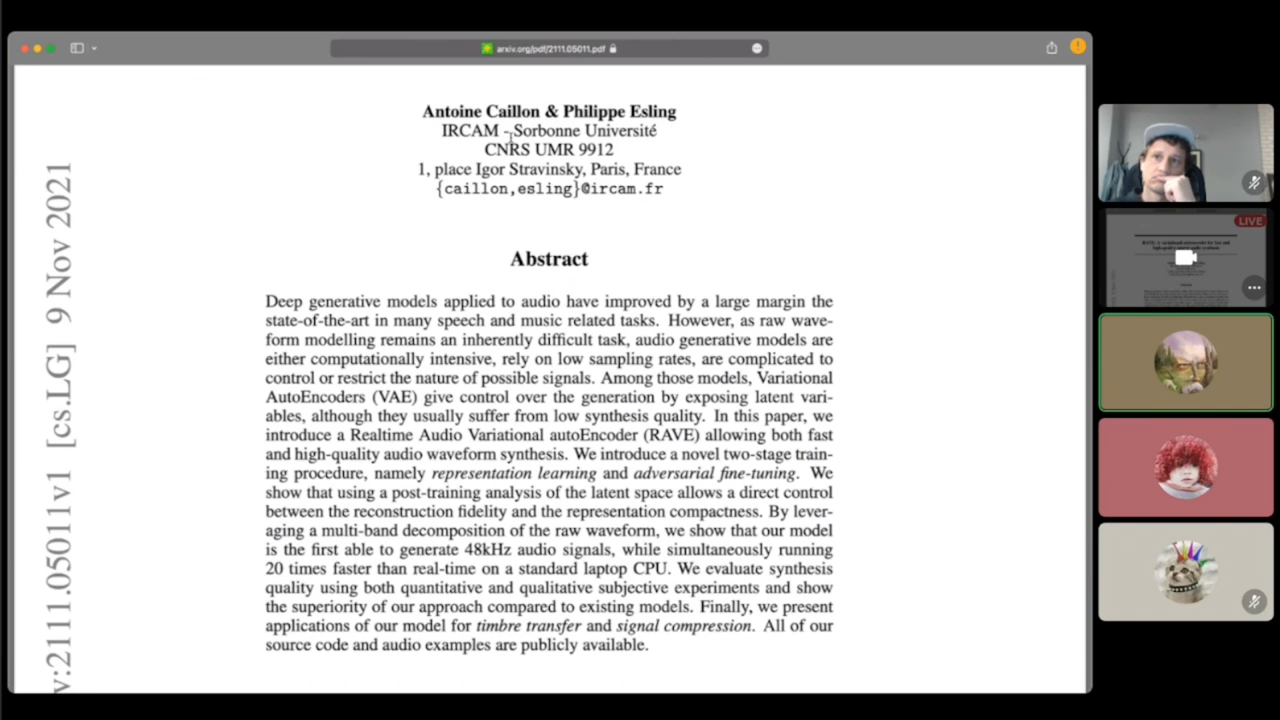 arxiv.org/pdf/2111.05011.pdf
Antoine Caillon & Philippe Esling
IRCAM - Sorbonne Université
CNRS UMR 9912
1, place Igor Stravinsky, Paris, France
{caillon,esling}@ircam.fr
Abstract
Deep generative models applied to audio have improved by a large margin the
state-of-the-art in many speech and music related tasks. However, as raw wave-
form modelling remains an inherently difficult task, audio generative models are
either computationally intensive, rely on low sampling rates, are complicated to
control or restrict the nature of possible signals. Among those models, Variational
AutoEncoders (VAE) give control over the generation by exposing latent vari-
ables, although they usually suffer from low synthesis quality. In this paper, we
introduce a Realtime Audio Variational autoEncoder (RAVE) allowing both fast
and high-quality audio waveform synthesis. We introduce a novel two-stage train-
ing procedure, namely representation learning and adversarial fine-tuning. We
show that using a post-training analysis of the latent space allows a direct control
between the reconstruction fidelity and the representation compactness. By lever-
aging a multi-band decomposition of the raw waveform, we show that our model
is the first able to generate 48kHz audio signals, while simultaneously running
20 times faster than real-time on a standard laptop CPU. We evaluate synthesis
quality using both quantitative and qualitative subjective experiments and show
the superiority of our approach compared to existing models. Finally, we present
applications of our model for timbre transfer and signal compression. All of our
source code and audio examples are publicly available.
v:2111.05011v1 [cs.LG] 9 Nov 2021
LIVE